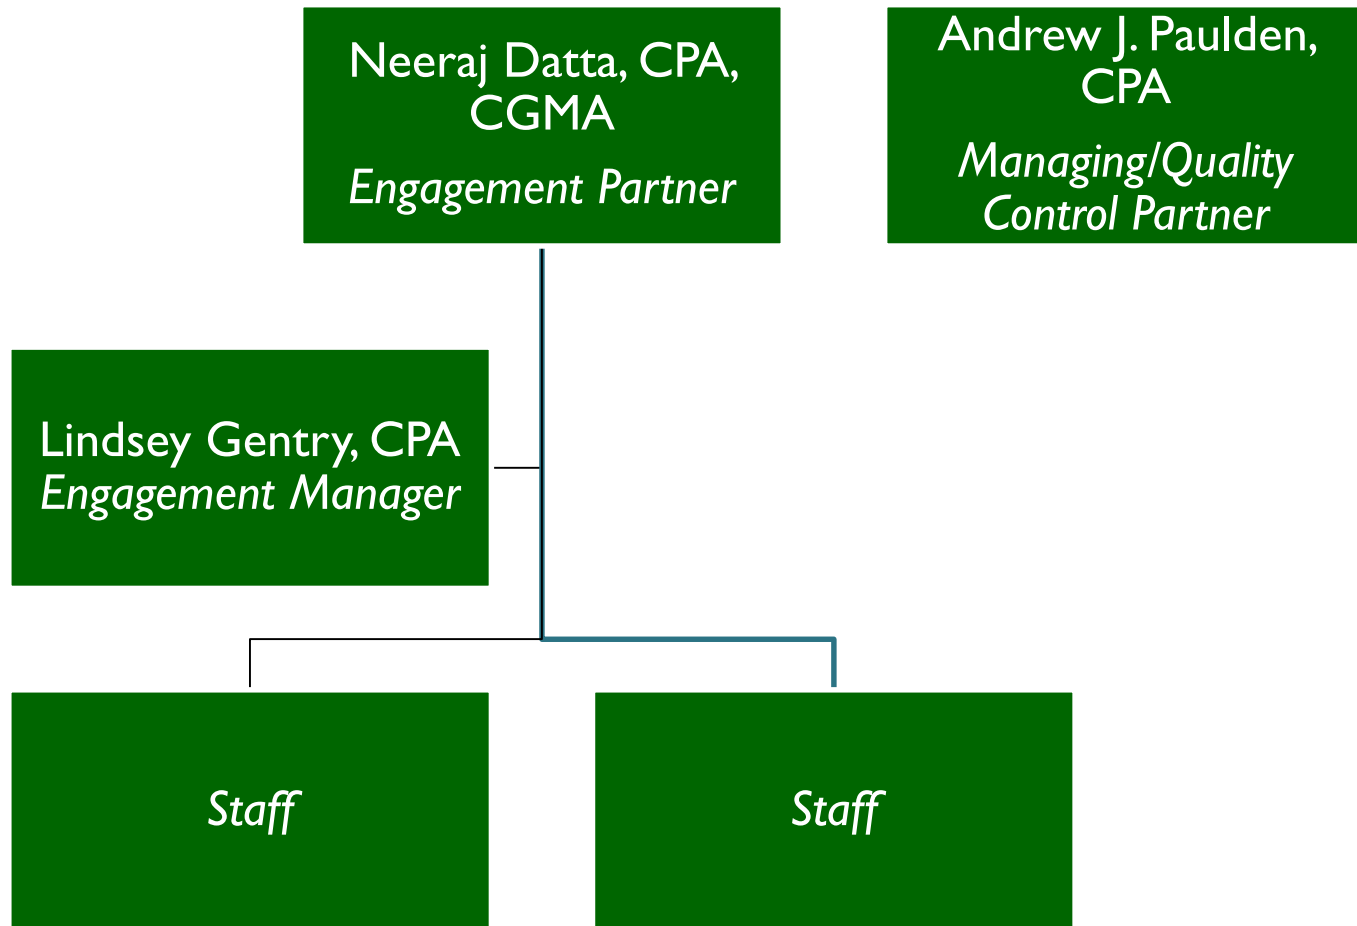 Neeraj Datta, CPA,
CGMA
Engagement Partner
Andrew J. Paulden,
CPA
Managing/Quality
Control Partner
Lindsey Gentry, CPA
Engagement Manager
Staff
Staff